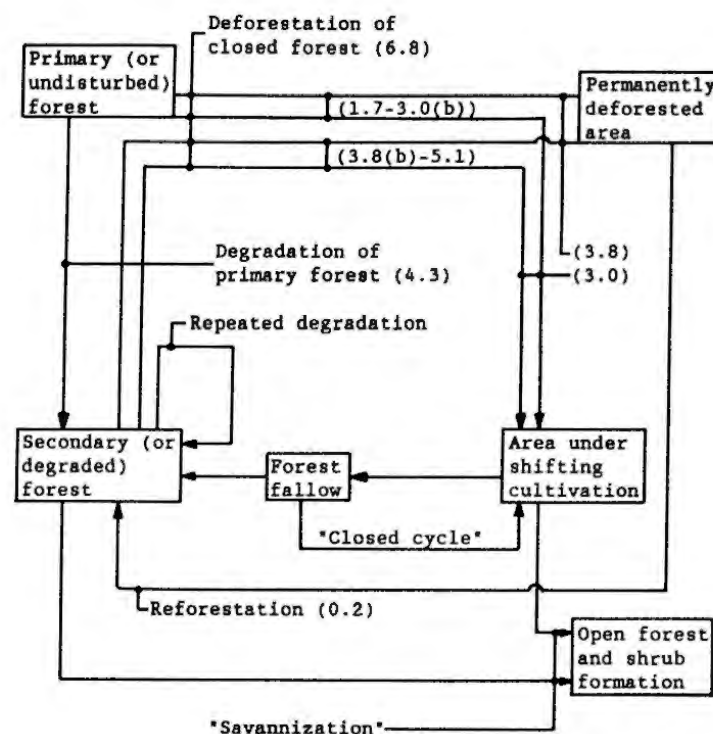 Deforestation of
closed forest (6.8)
Primary (or
undisturbed)
forest
Permanently
deforested
area
(1.7-3.0(b))
(3.8(b)-5.1)
Degradation of
primary forest (4.3)
(3.8)
(3.0)
Repeated degradation
Secondary (or
degraded)
forest
Forest
fallow
Area under
shifting
cultivation
"Closed cycle"
Reforestation (0.2)
Open forest
and shrub
formation
"Savannization"